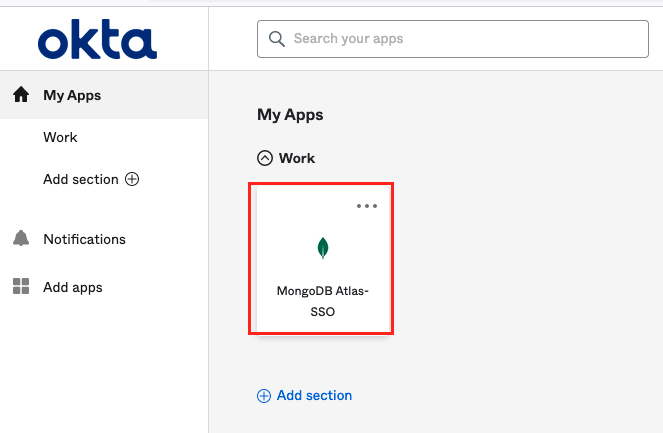 okta
Search your apps
My Apps
Work
Add section
Notifications
Add apps
My Apps
Work
MongoDB Atlas-
SSO
Add section